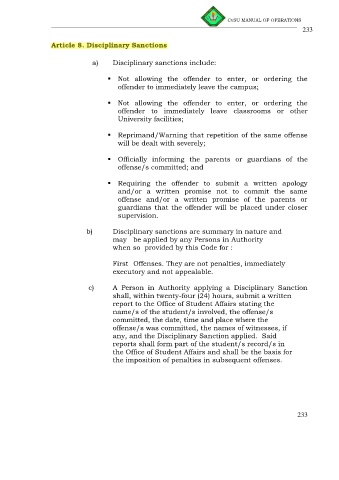 CvSU MANUAL OF OPERATIONS
233
Article 8. Disciplinary Sanctions
a) Disciplinary sanctions include:
▪ Not allowing the offender to enter, or ordering the
offender to immediately leave the campus;
▪ Not allowing the offender to enter, or ordering the
offender to immediately leave classrooms or other
University facilities;
▪ Reprimand/Warning that repetition of the same offense
will be dealt with severely;
▪ Officially informing the parents or guardians of the
offense/s committed; and
▪ Requiring the offender to submit a written apology
and/or a written promise not to commit the same
offense and/or a written promise of the parents or
guardians that the offender will be placed under closer
supervision.
b) Disciplinary sanctions are summary in nature and
may be applied by any Persons in Authority
when so provided by this Code for :
First Offenses. They are not penalties, immediately
executory and not appealable.
c) A Person in Authority applying a Disciplinary Sanction
shall, within twenty-four (24) hours, submit a written
report to the Office of Student Affairs stating the
name/s of the student/s involved, the offense/s
committed, the date, time and place where the
offense/s was committed, the names of witnesses, if
any, and the Disciplinary Sanction applied. Said
reports shall form part of the student/s record/s in
the Office of Student Affairs and shall be the basis for
the imposition of penalties in subsequent offenses.
233